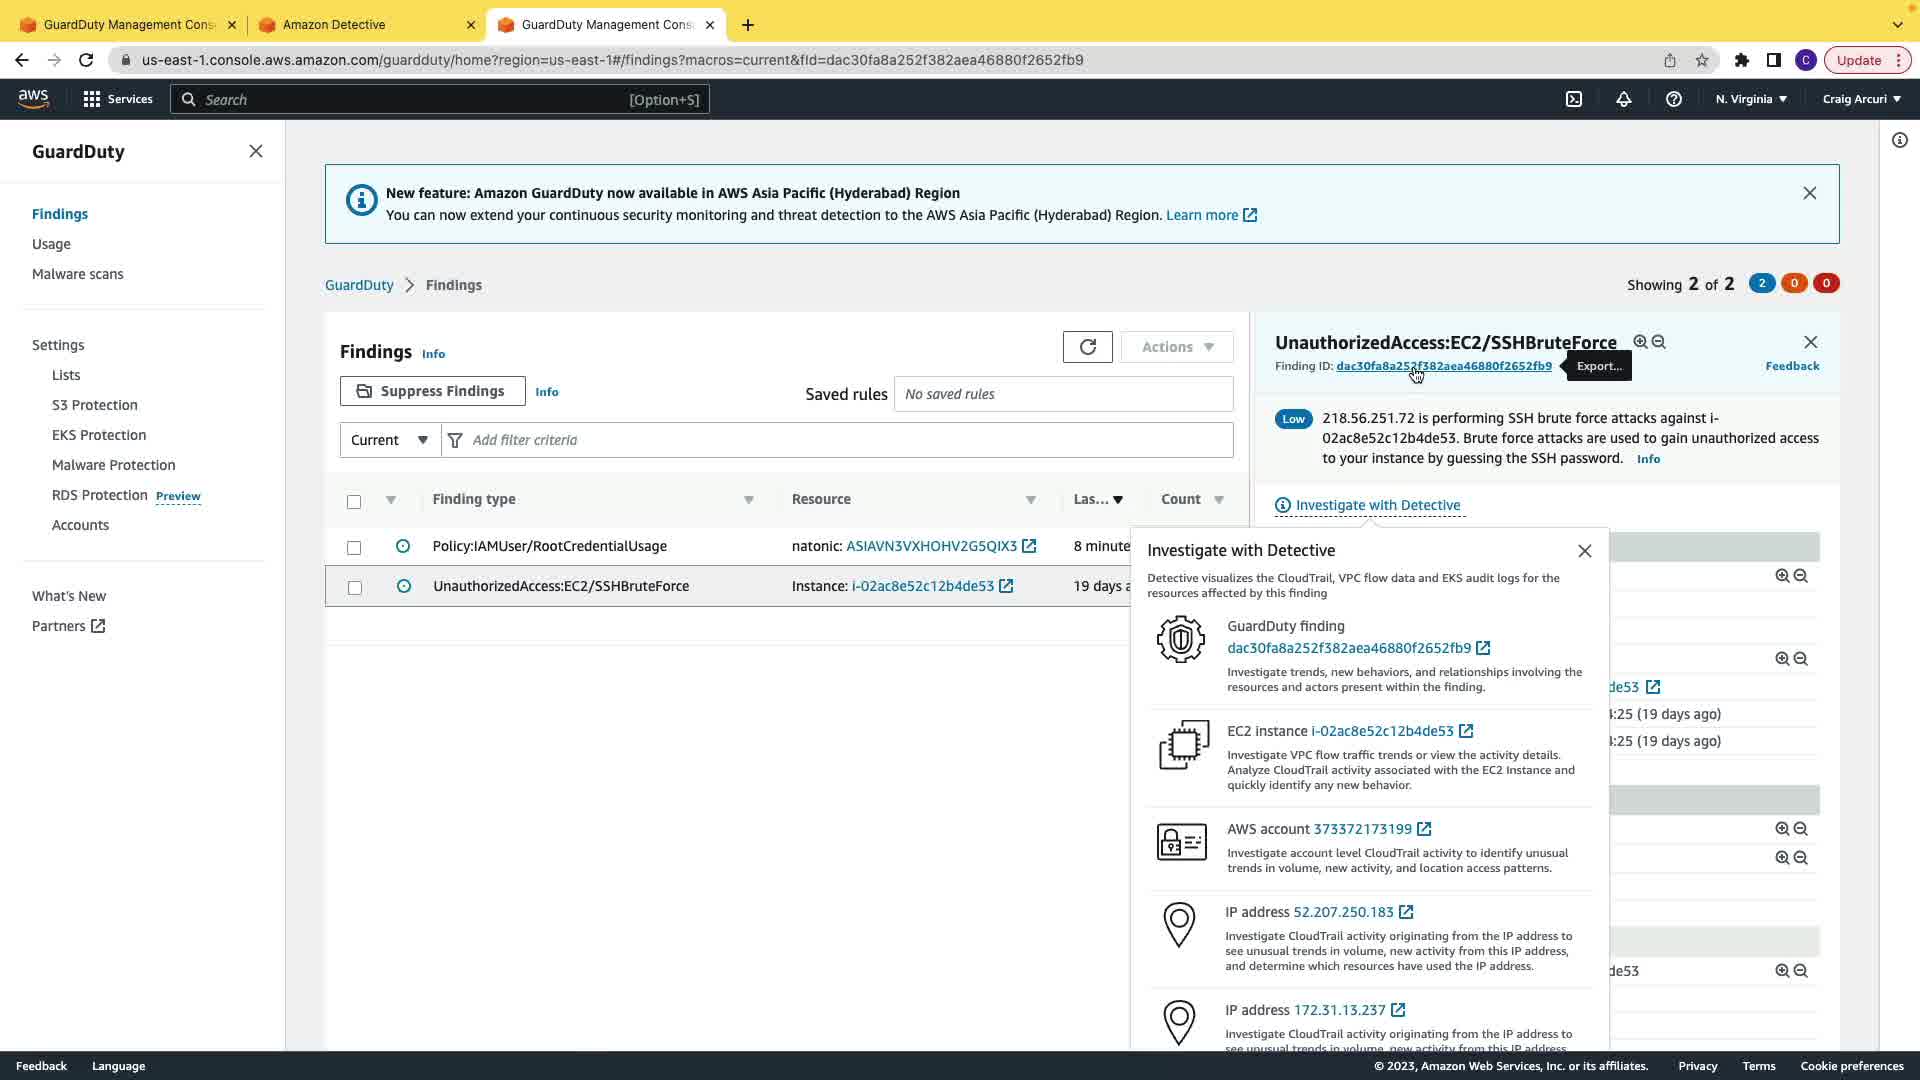 GuardDuty Management Cons
Amazon Detective
GuardDuty Management Cons
us-east-1.console.aws.amazon.com/guardduty/home?region=us-east-1#/findings?macros=current&fId=dac30fa8a252f382aea46880f2652fb9
C
Update
aws
Services
Search
[Option+S]
N. Virginia
Craig Arcuri
GuardDuty
Findings
Usage
Malware scans
Settings
Lists
S3 Protection
EKS Protection
Malware Protection
RDS Protection Preview
Accounts
What's New
Partners
New feature: Amazon GuardDuty now available in AWS Asia Pacific (Hyderabad) Region
You can now extend your continuous security monitoring and threat detection to the AWS Asia Pacific (Hyderabad) Region. Learn more
GuardDuty > Findings
Showing 2 of 2 2 0 0
Findings Info
Actions
Suppress Findings Info
Saved rules No saved rules
Current Add filter criteria
Finding type Resource Las... Count
Policy:IAMUser/RootCredentialUsage natonic: ASIAVN3VXHOHV2G5QIX3 8 minute
UnauthorizedAccess:EC2/SSHBruteForce Instance: i-02ac8e52c12b4de53 19 days a
UnauthorizedAccess:EC2/SSHBruteForce
Finding ID: dac30fa8a252f382aea46880f2652fb9 Export... Feedback
Low 218.56.251.72 is performing SSH brute force attacks against i-
02ac8e52c12b4de53. Brute force attacks are used to gain unauthorized access
to your instance by guessing the SSH password. Info
Investigate with Detective
Investigate with Detective
Detective visualizes the CloudTrail, VPC flow data and EKS audit logs for the
resources affected by this finding
GuardDuty finding
dac30fa8a252f382aea46880f2652fb9
Investigate trends, new behaviors, and relationships involving the
resources and actors present within the finding.
EC2 instance i-02ac8e52c12b4de53
Investigate VPC flow traffic trends or view the activity details.
Analyze CloudTrail activity associated with the EC2 Instance and
quickly identify any new behavior.
AWS account 373372173199
Investigate account level CloudTrail activity to identify unusual
trends in volume, new activity, and location access patterns.
IP address 52.207.250.183
Investigate CloudTrail activity originating from the IP address to
see unusual trends in volume, new activity from this IP address,
and determine which resources have used the IP address.
IP address 172.31.13.237
Investigate CloudTrail activity originating from the IP address to
see unusual trends in volume, new activity from this IP address,
de53
4:25 (19 days ago)
4:25 (19 days ago)
de53
Feedback
Language
© 2023, Amazon Web Services, Inc. or its affiliates.
Privacy
Terms
Cookie preferences